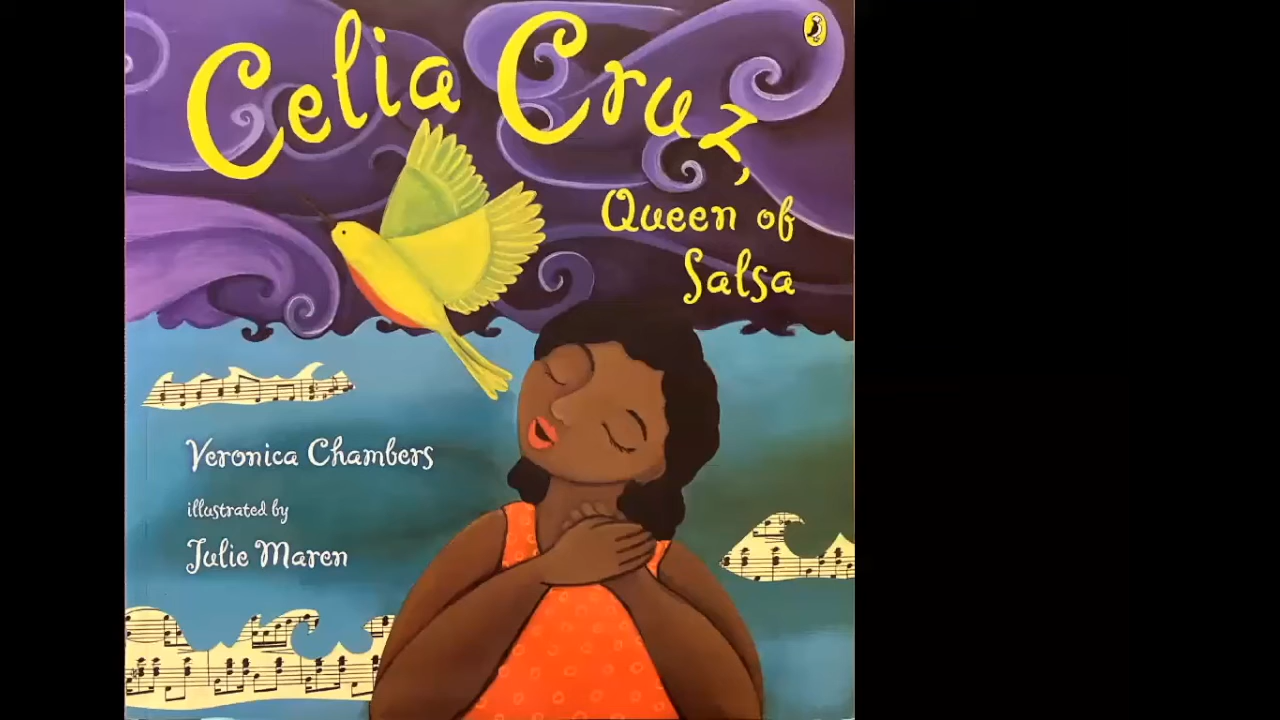 Celia Cruz,
Queen of
Salsa
Veronica Chambers
illustrated by
Julie Maren